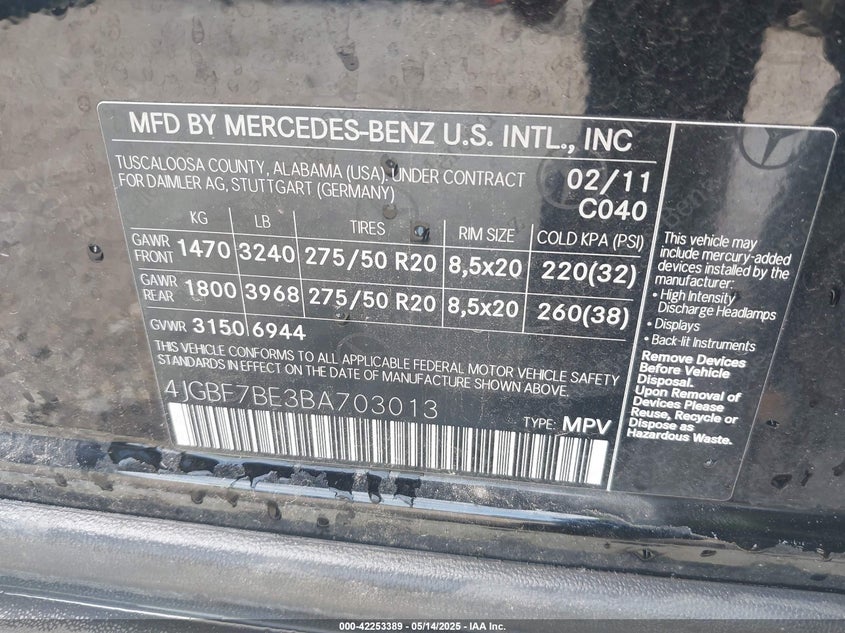 MFD BY MERCEDES-BENZ U.S. INTL., INC
TUSCALOOSA COUNTY, ALABAMA (USA), UNDER CONTRACT
FOR DAIMLER AG, STUTTGART (GERMANY)
02/11
C040
KG LB TIRES RIM SIZE COLD KPA (PSI)
GAWR FRONT 1470 3240 275/50 R20 8,5x20 220(32)
GAWR REAR 1800 3968 275/50 R20 8,5x20 260(38)
GVWR 3150 6944
THIS VEHICLE CONFORMS TO ALL APPLICABLE FEDERAL MOTOR VEHICLE SAFETY
STANDARDS IN EFFECT ON THE DATE OF MANUFACTURE SHOWN ABOVE.
4JGBF7BE3BA703013
TYPE: MPV
This vehicle may
include mercury-added
devices installed by the
manufacturer:
• High Intensity
Discharge Headlamps
• Displays
• Back-lit Instruments
Remove Devices
Before Vehicle
Disposal.
Upon Removal of
Devices Please
Reuse, Recycle or
Dispose as
Hazardous Waste.
000-42253389 - 05/14/2025 - IAA Inc.